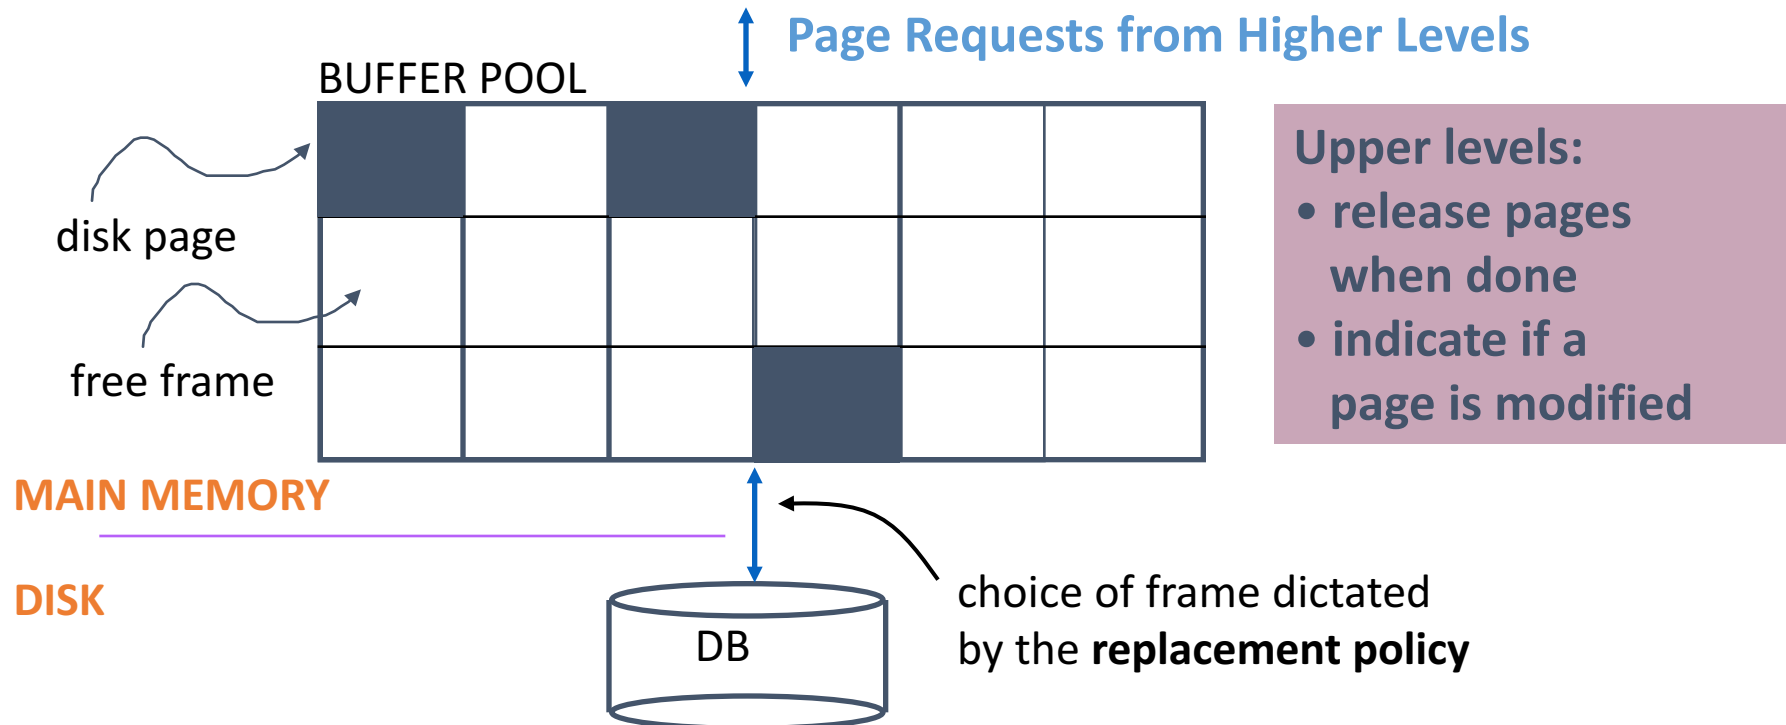 Page Requests from Higher Levels
BUFFER POOL
disk page
free frame
Upper levels:
• release pages
when done
• indicate if a
page is modified
MAIN MEMORY
DISK
DB
choice of frame dictated
by the replacement policy